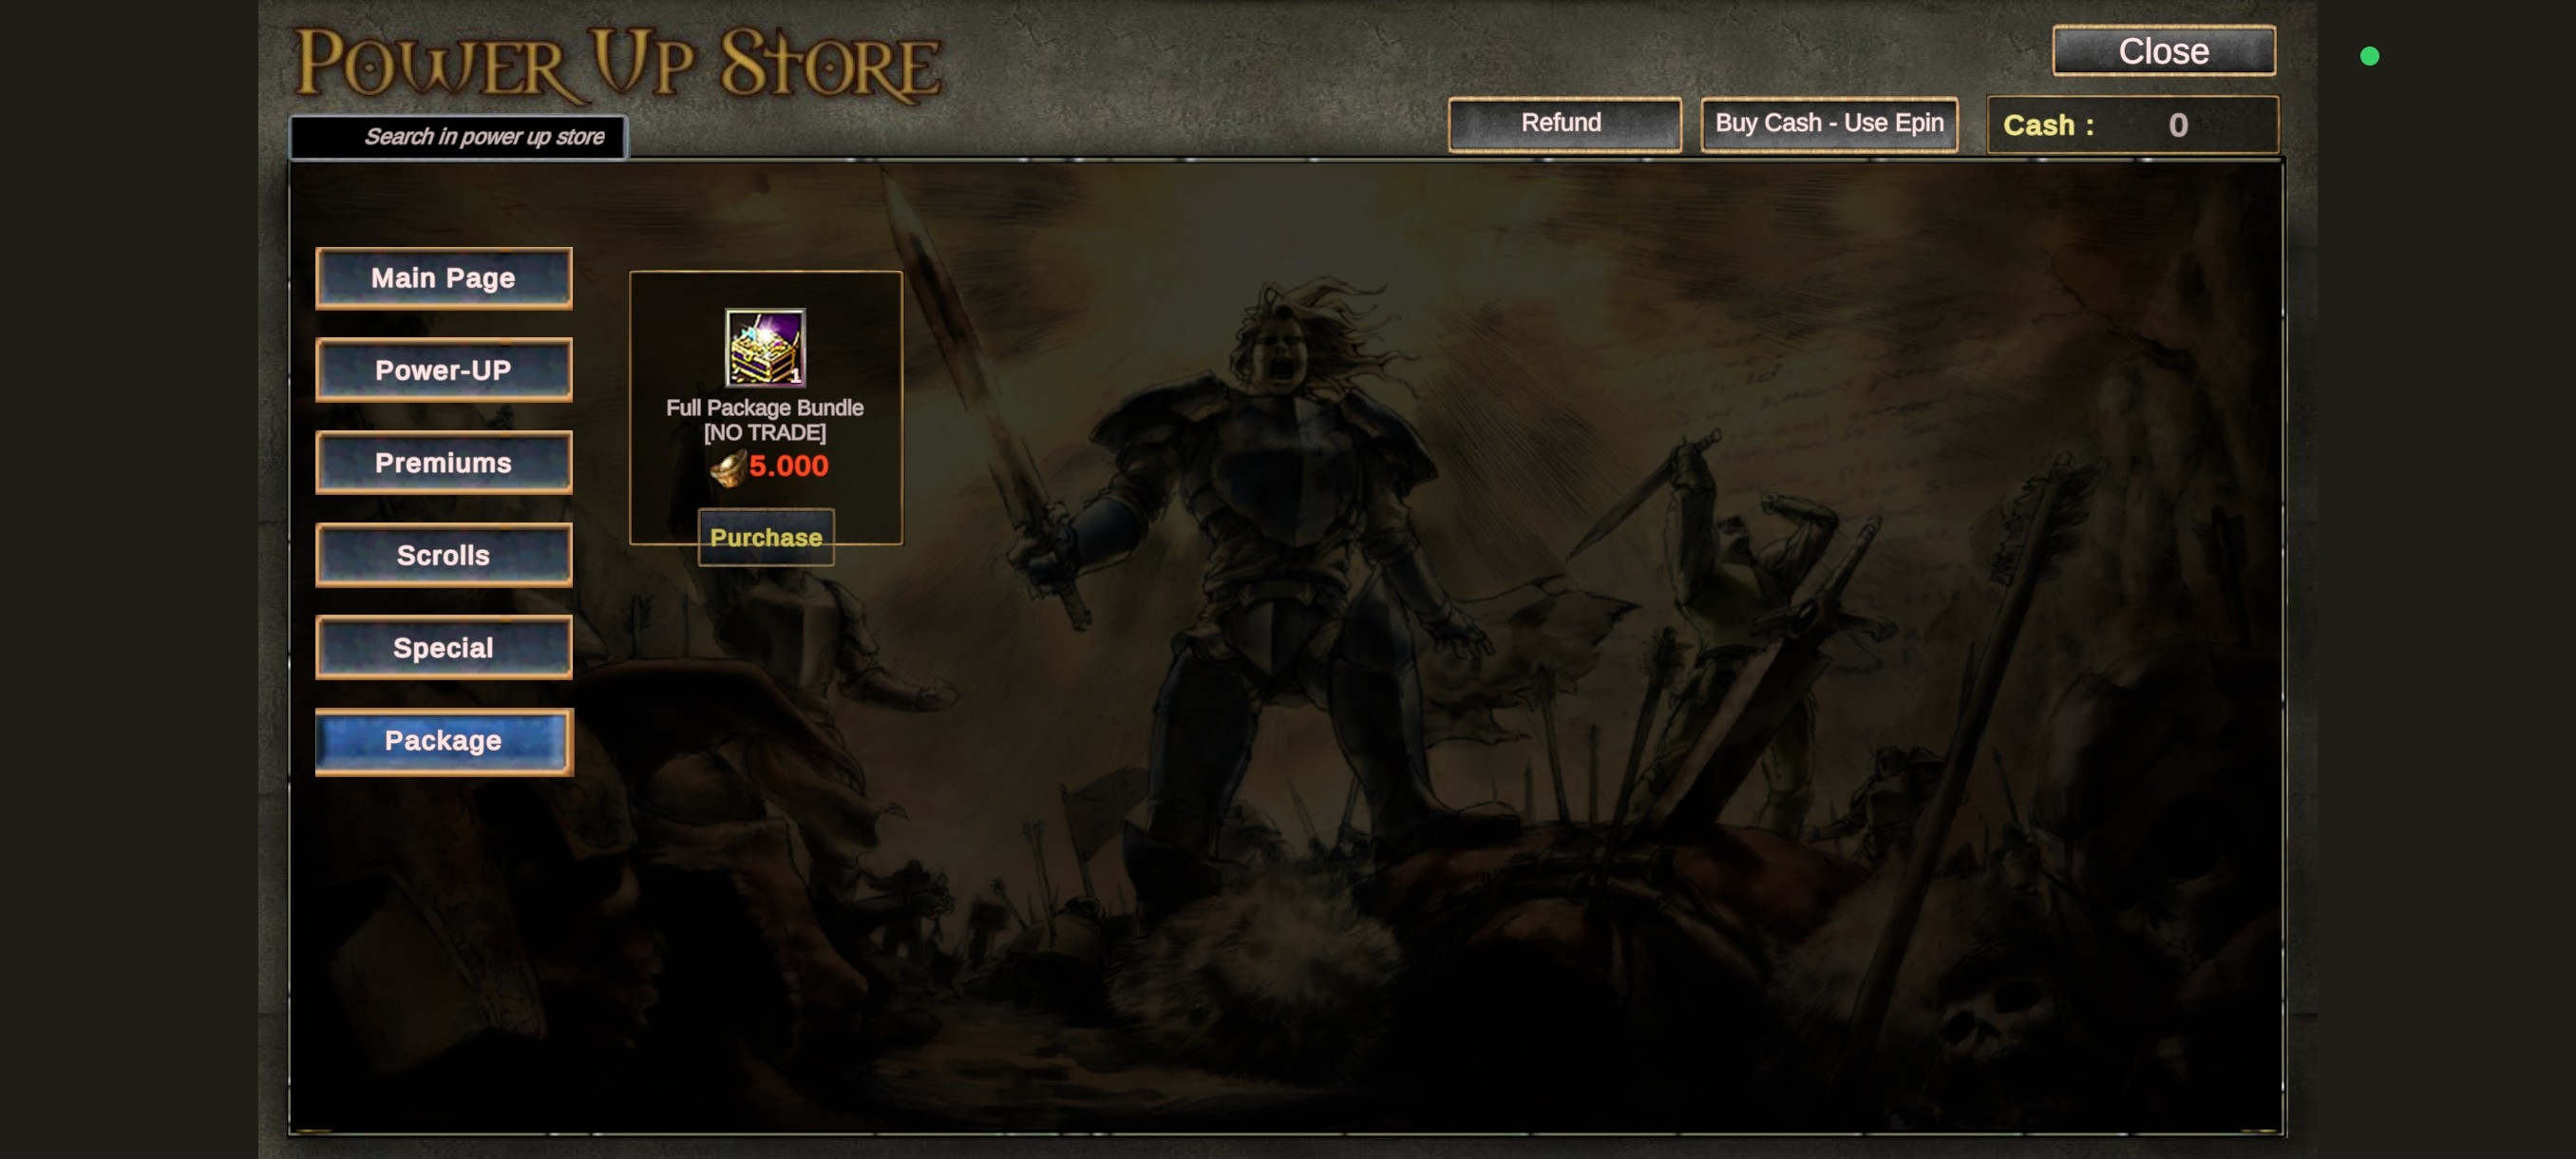 POWER UP STORE
Close
Search in power up store
Refund
Buy Cash - Use Epin
Cash :
0
Main Page
Power-UP
Premiums
Scrolls
Special
Package
1
Full Package Bundle
[NO TRADE]
5.000
Purchase